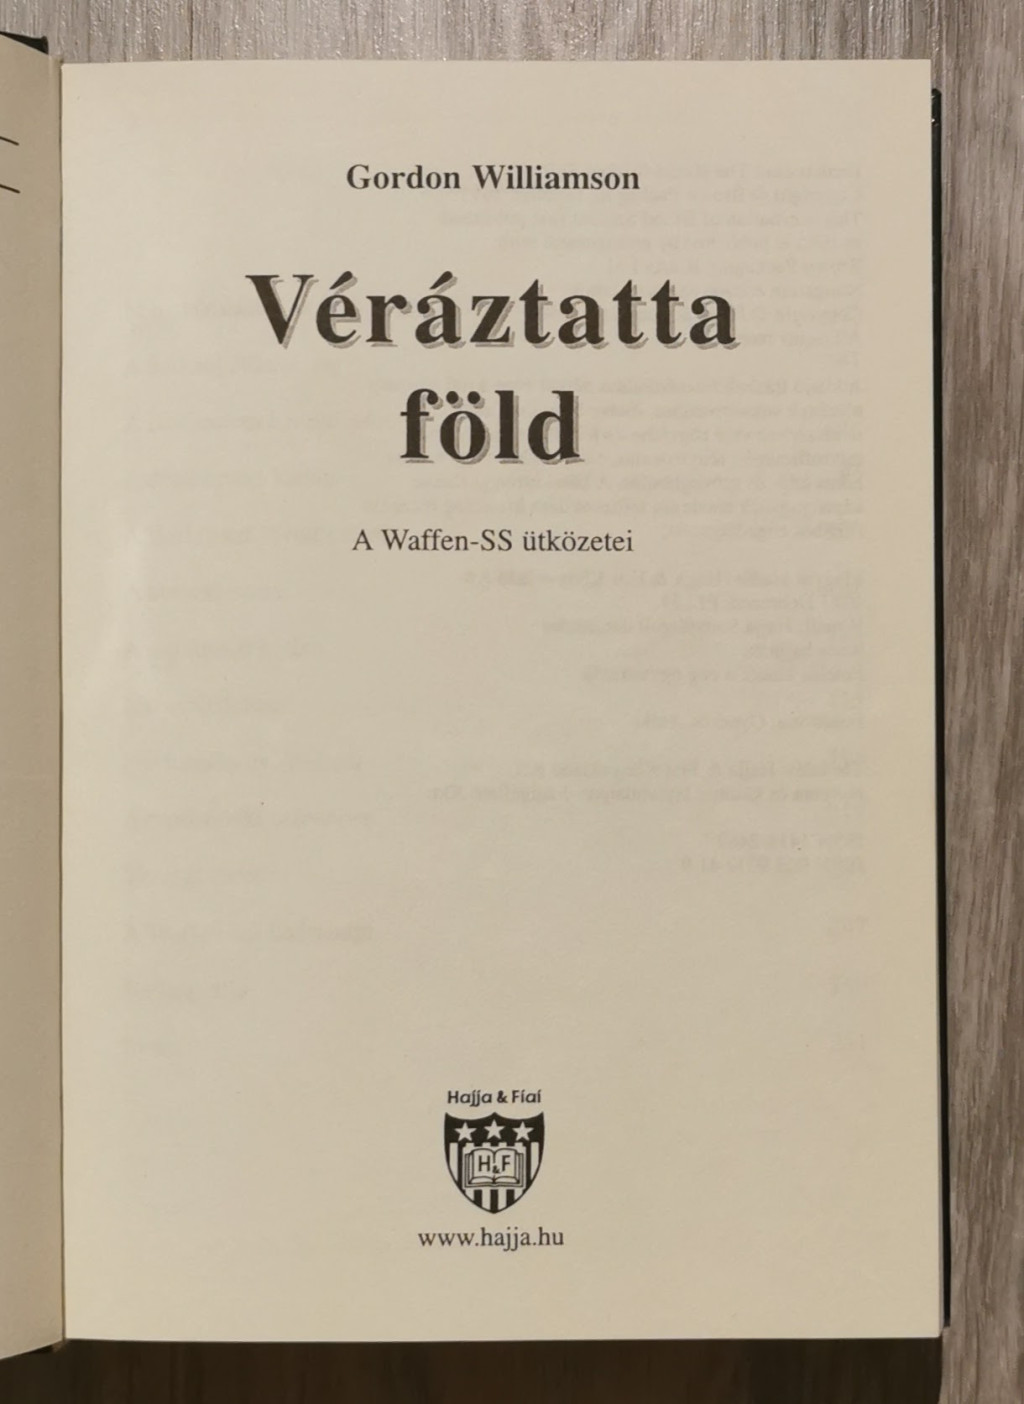 Gordon Williamson
Véráztatta
föld
A Waffen-SS ütközetei
Hajja & Fiai
H&F
www.hajja.hu